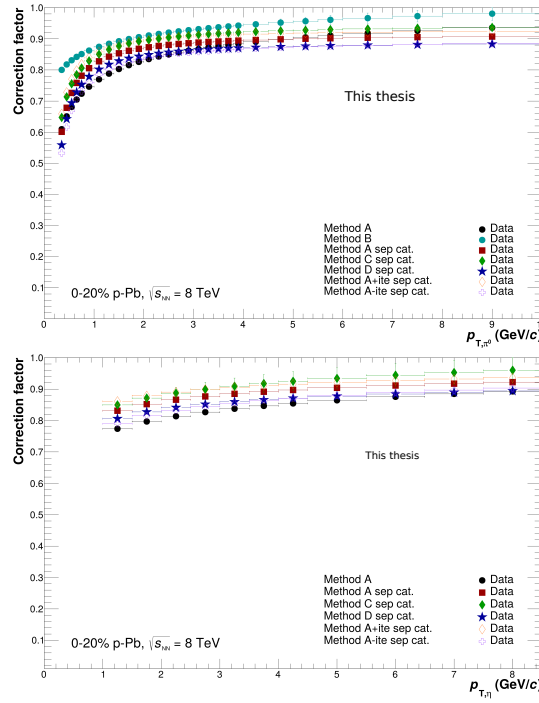 Correction factor
1.0
0.9
0.8
0.7
0.6
0.5
0.4
0.3
0.2
0.1
This thesis
Method A Data
Method B Data
Method A sep cat. Data
Method C sep cat. Data
Method D sep cat. Data
Method A+ite sep cat. Data
Method A-ite sep cat. Data
0-20% p-Pb, √s_NN = 8 TeV
0 1 2 3 4 5 6 7 8 9
p_T,π⁰ (GeV/c)
Correction factor
1.0
0.9
0.8
0.7
0.6
0.5
0.4
0.3
0.2
0.1
This thesis
Method A Data
Method A sep cat. Data
Method C sep cat. Data
Method D sep cat. Data
Method A+ite sep cat. Data
Method A-ite sep cat. Data
0-20% p-Pb, √s_NN = 8 TeV
0 1 2 3 4 5 6 7 8
p_T,η (GeV/c)